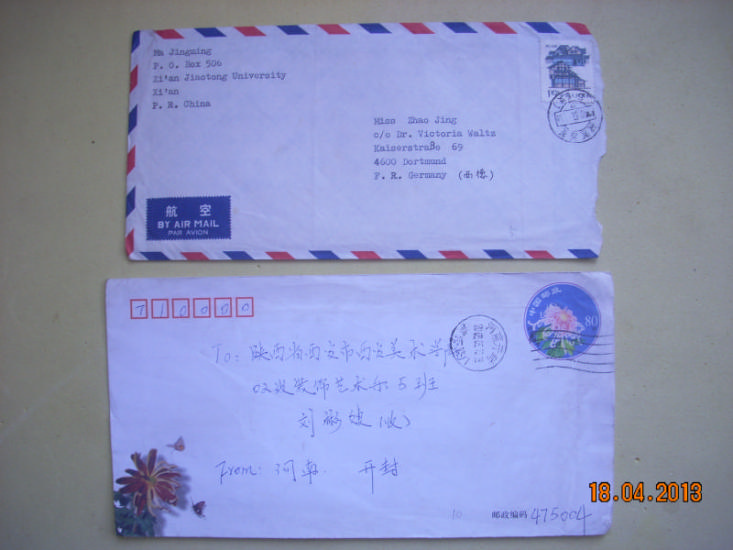 Ma Jingming
P. O. Box 506
Xi'an Jiaotong University
Xi'an
P. R. China
Miss Zhao Jing
c/o Dr. Victoria Waltz
Kaiserstraße 69
4600 Dortmund
F. R. Germany (西德)
航空
BY AIR MAIL
PAR AVION
710000
中国邮政
80
To: 陕西省西安市西安美术学
02级装饰艺术系5班
刘 (收)
From: 河南. 开封
邮政编码 475004
18.04.2013